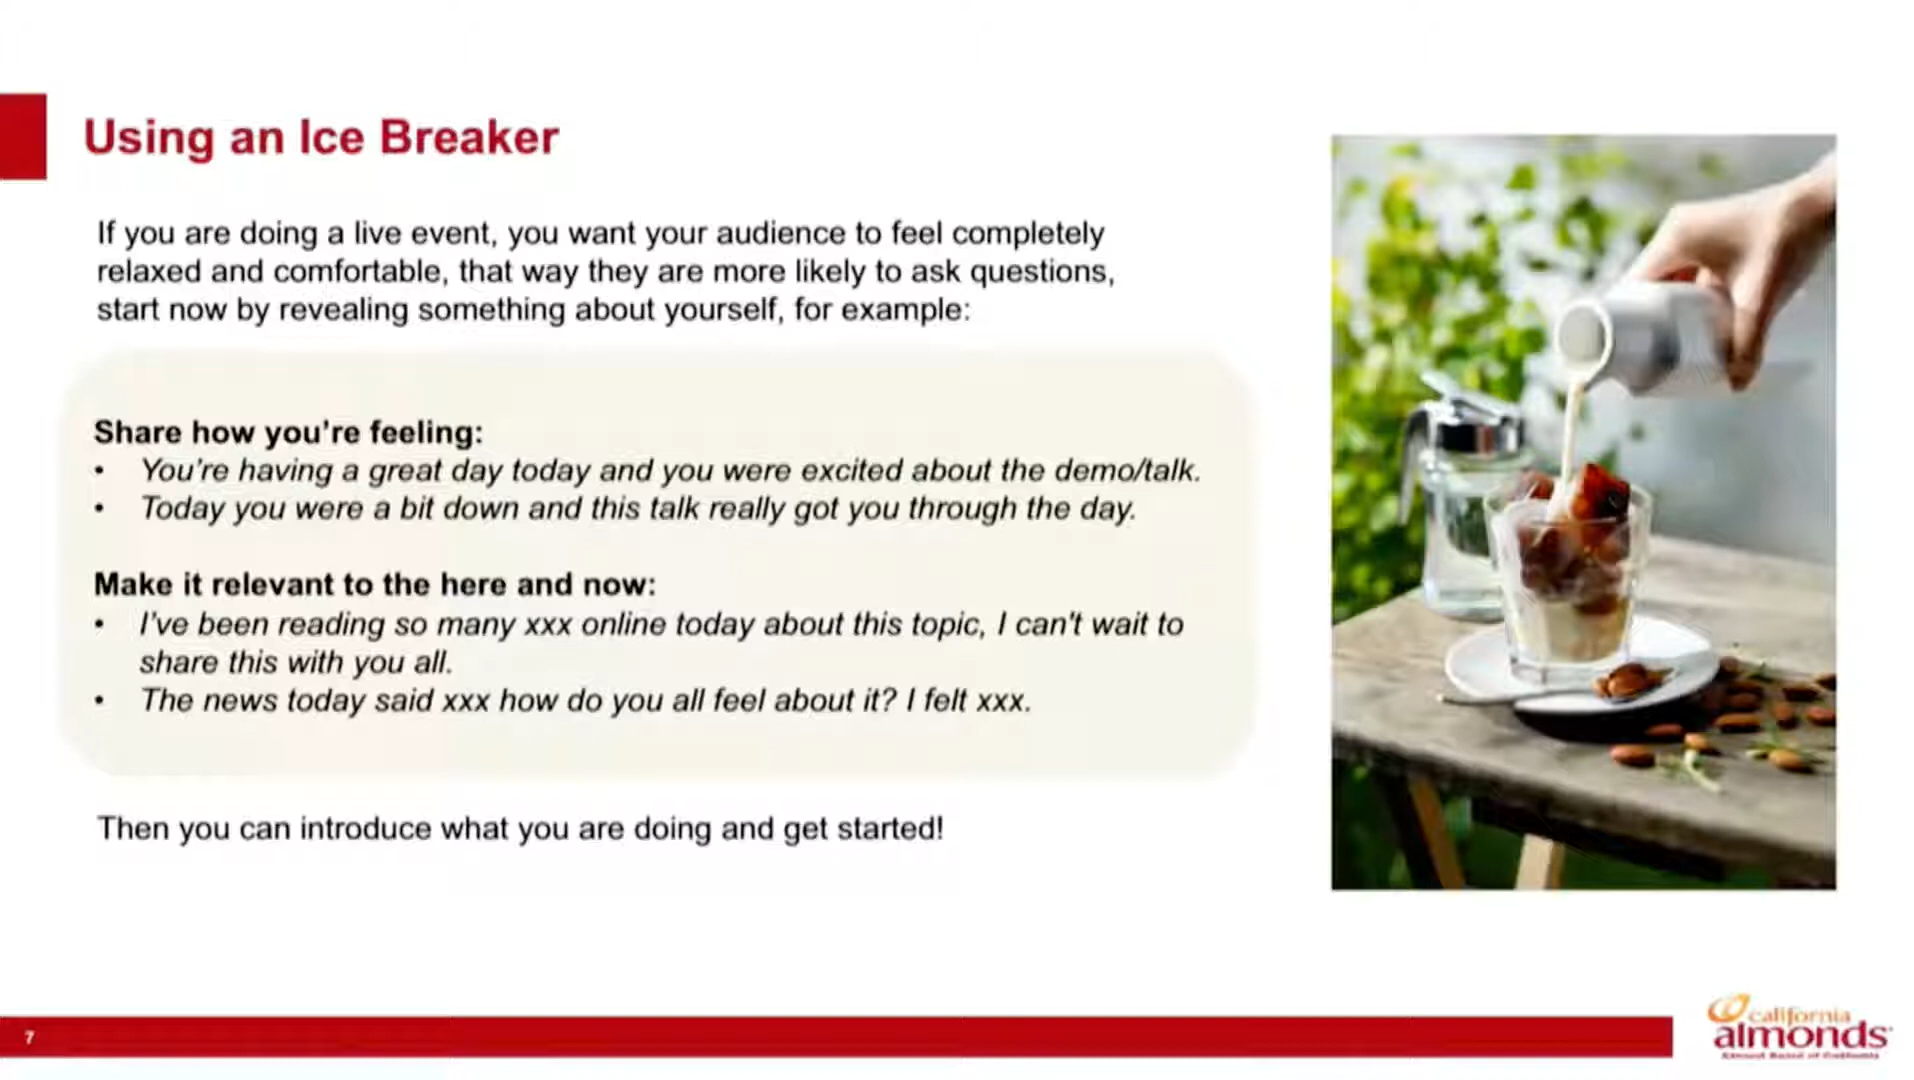 Using an Ice Breaker
If you are doing a live event, you want your audience to feel completely
relaxed and comfortable, that way they are more likely to ask questions,
start now by revealing something about yourself, for example:
Share how you're feeling:
• You're having a great day today and you were excited about the demo/talk.
• Today you were a bit down and this talk really got you through the day.
Make it relevant to the here and now:
• I've been reading so many xxx online today about this topic, I can't wait to
share this with you all.
• The news today said xxx how do you all feel about it? I felt xxx.
Then you can introduce what you are doing and get started!
7
california
almonds
Almond Board of California